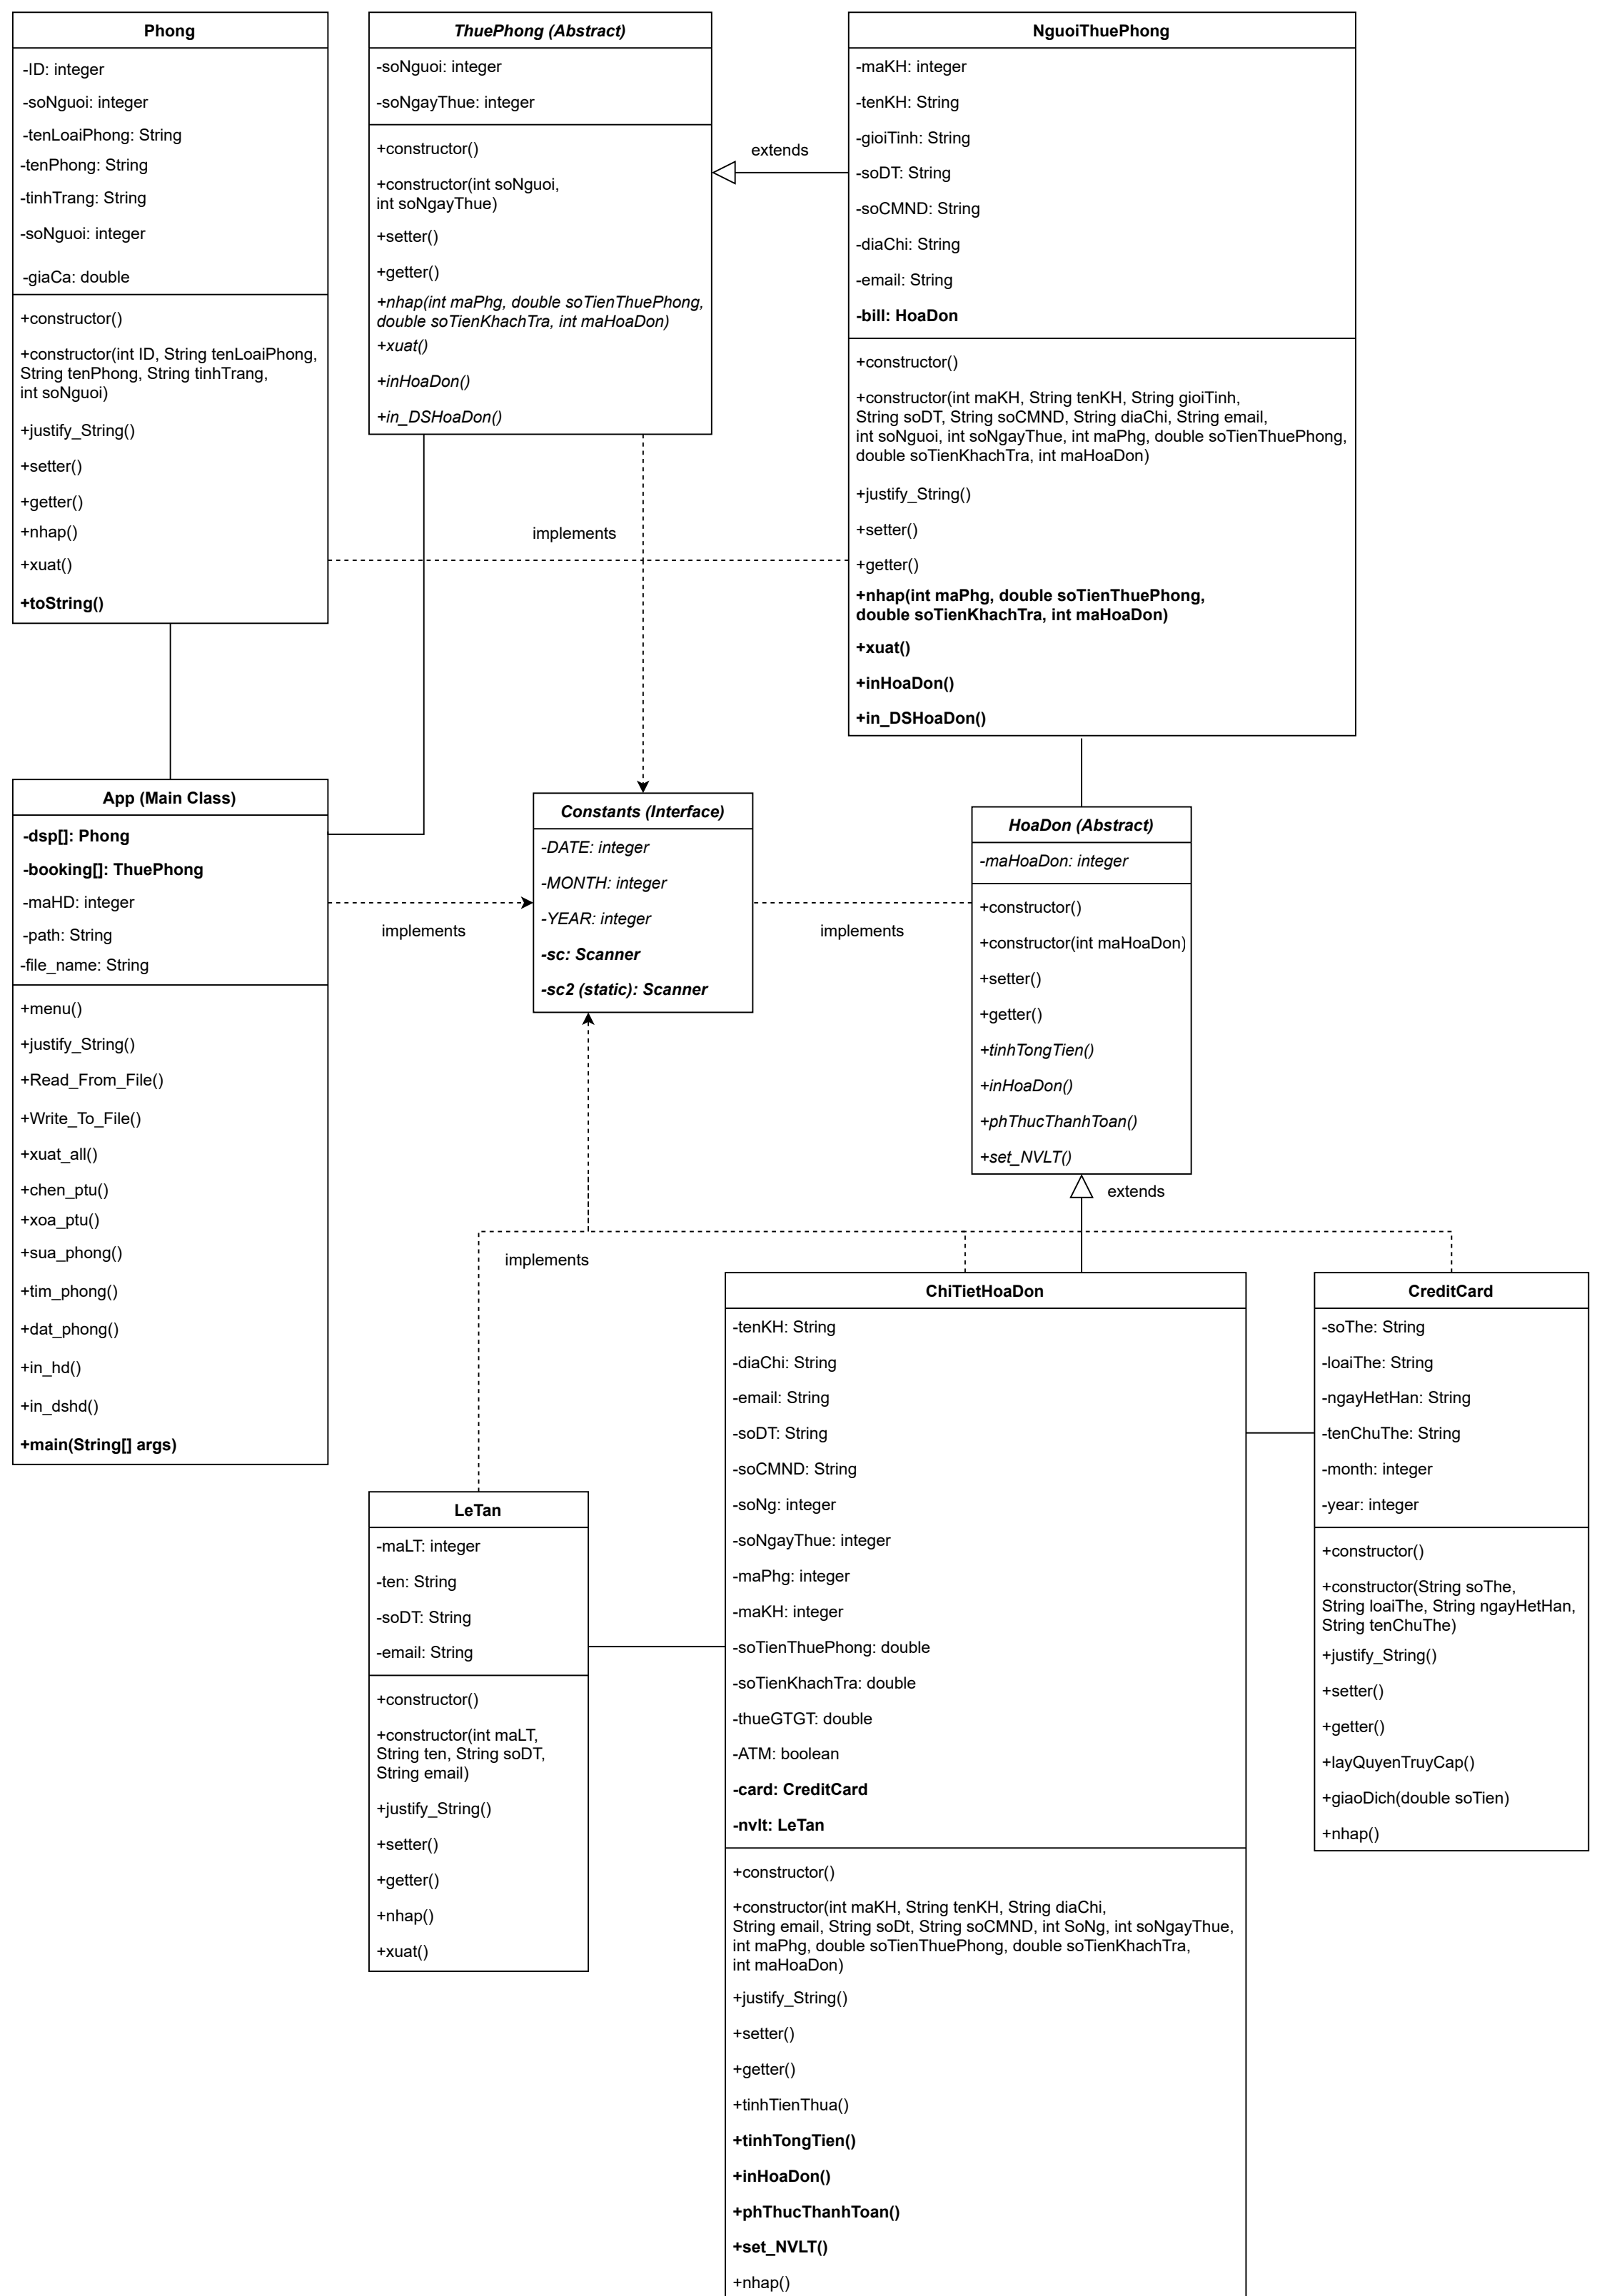 Phong
-ID: integer
-soNguoi: integer
-tenLoaiPhong: String
-tenPhong: String
-tinhTrang: String
-soNguoi: integer
-giaCa: double
+constructor()
+constructor(int ID, String tenLoaiPhong,
String tenPhong, String tinhTrang,
int soNguoi)
+justify_String()
+setter()
+getter()
+nhap()
+xuat()
+toString()
ThuePhong (Abstract)
-soNguoi: integer
-soNgayThue: integer
+constructor()
+constructor(int soNguoi,
int soNgayThue)
+setter()
+getter()
+nhap(int maPhg, double soTienThuePhong,
double soTienKhachTra, int maHoaDon)
+xuat()
+inHoaDon()
+in_DSHoaDon()
extends
NguoiThuePhong
-maKH: integer
-tenKH: String
-gioiTinh: String
-soDT: String
-soCMND: String
-diaChi: String
-email: String
-bill: HoaDon
+constructor()
+constructor(int maKH, String tenKH, String gioiTinh,
String soDT, String soCMND, String diaChi, String email,
int soNguoi, int soNgayThue, int maPhg, double soTienThuePhong,
double soTienKhachTra, int maHoaDon)
+justify_String()
+setter()
+getter()
+nhap(int maPhg, double soTienThuePhong,
double soTienKhachTra, int maHoaDon)
+xuat()
+inHoaDon()
+in_DSHoaDon()
implements
App (Main Class)
-dsp[]: Phong
-booking[]: ThuePhong
-maHD: integer
-path: String
-file_name: String
+menu()
+justify_String()
+Read_From_File()
+Write_To_File()
+xuat_all()
+chen_ptu()
+xoa_ptu()
+sua_phong()
+tim_phong()
+dat_phong()
+in_hd()
+in_dshd()
+main(String[] args)
implements
Constants (Interface)
-DATE: integer
-MONTH: integer
-YEAR: integer
-sc: Scanner
-sc2 (static): Scanner
implements
HoaDon (Abstract)
-maHoaDon: integer
+constructor()
+constructor(int maHoaDon)
+setter()
+getter()
+tinhTongTien()
+inHoaDon()
+phThucThanhToan()
+set_NVLT()
extends
implements
LeTan
-maLT: integer
-ten: String
-soDT: String
-email: String
+constructor()
+constructor(int maLT,
String ten, String soDT,
String email)
+justify_String()
+setter()
+getter()
+nhap()
+xuat()
ChiTietHoaDon
-tenKH: String
-diaChi: String
-email: String
-soDT: String
-soCMND: String
-soNg: integer
-soNgayThue: integer
-maPhg: integer
-maKH: integer
-soTienThuePhong: double
-soTienKhachTra: double
-thueGTGT: double
-ATM: boolean
-card: CreditCard
-nvlt: LeTan
+constructor()
+constructor(int maKH, String tenKH, String diaChi,
String email, String soDt, String soCMND, int SoNg, int soNgayThue,
int maPhg, double soTienThuePhong, double soTienKhachTra,
int maHoaDon)
+justify_String()
+setter()
+getter()
+tinhTienThua()
+tinhTongTien()
+inHoaDon()
+phThucThanhToan()
+set_NVLT()
+nhap()
CreditCard
-soThe: String
-loaiThe: String
-ngayHetHan: String
-tenChuThe: String
-month: integer
-year: integer
+constructor()
+constructor(String soThe,
String loaiThe, String ngayHetHan,
String tenChuThe)
+justify_String()
+setter()
+getter()
+layQuyenTruyCap()
+giaoDich(double soTien)
+nhap()